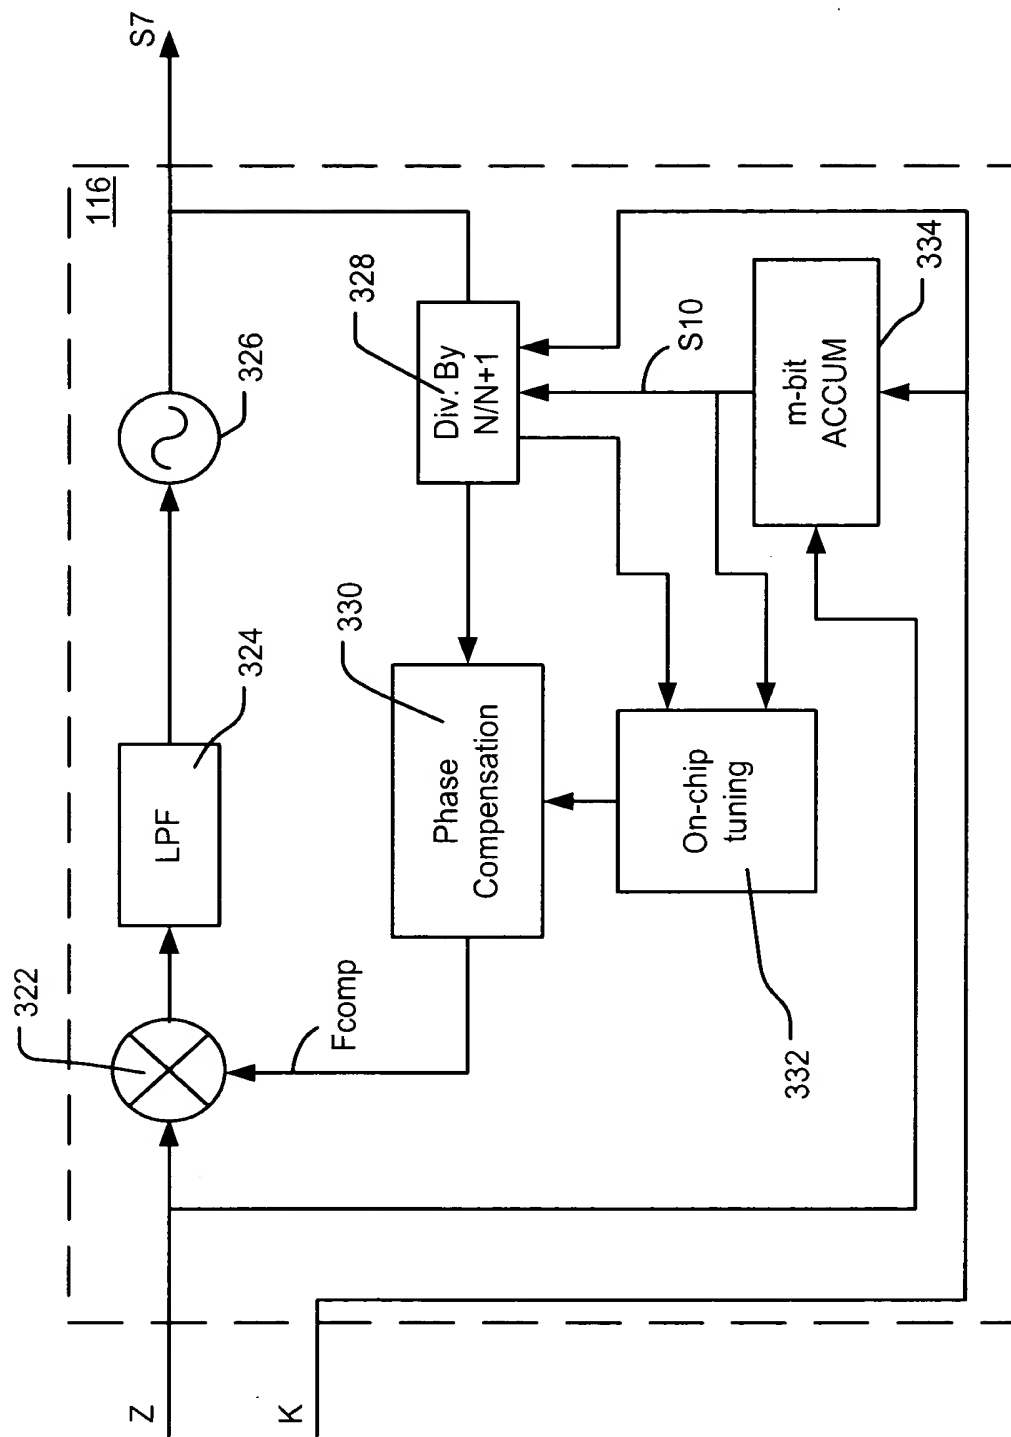 116
S7
322
324
326
LPF
Z
K
Fcomp
330
Phase
Compensation
328
Div. By
N/N+1
S10
332
On-chip
tuning
m-bit
ACCUM
334